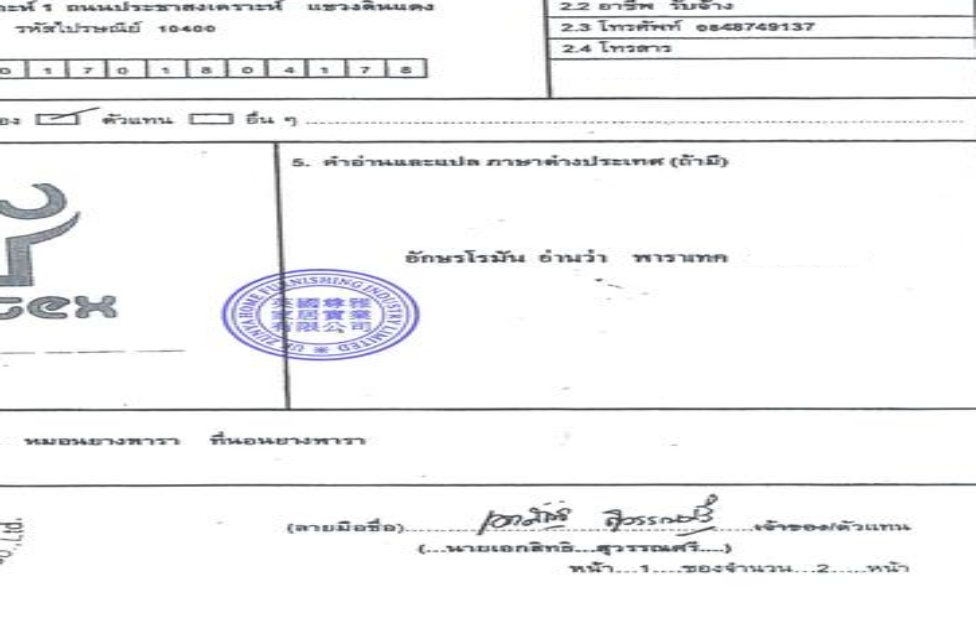 ะห์ 1 ถนนประชาสงเคราะห์ แขวงดินแดง
รหัสไปรษณีย์ 10400
0 1 7 0 1 8 0 4 1 7 8
2.2 อาชีพ รับจ้าง
2.3 โทรศัพท์ 0848749137
2.4 โทรสาร
ของ ตัวแทน อื่น ๆ
5. คำอ่านและแปล ภาษาต่างประเทศ (ถ้ามี)
อักษรโรมัน อ่านว่า พาราเทค
tex
UK ZUNYA HOME FURNISHING INDUSTRY LIMITED
英國尊雅
家居實業
有限公司
หมอนยางพารา ที่นอนยางพารา
Co.,Ltd.
(ลายมือชื่อ) เอกสิทธิ สุวรรณศรี เจ้าของ/ตัวแทน
(...นายเอกสิทธิ...สุวรรณศรี....)
หน้า...1....ของจำนวน...2.....หน้า